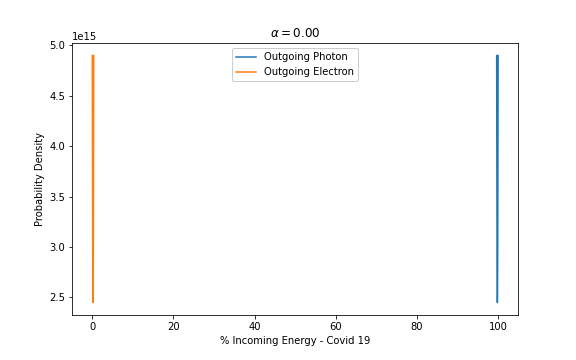 α = 0.00
1e15
5.0
4.5
4.0
3.5
3.0
2.5
Probability Density
Outgoing Photon
Outgoing Electron
0 20 40 60 80 100
% Incoming Energy - Covid 19